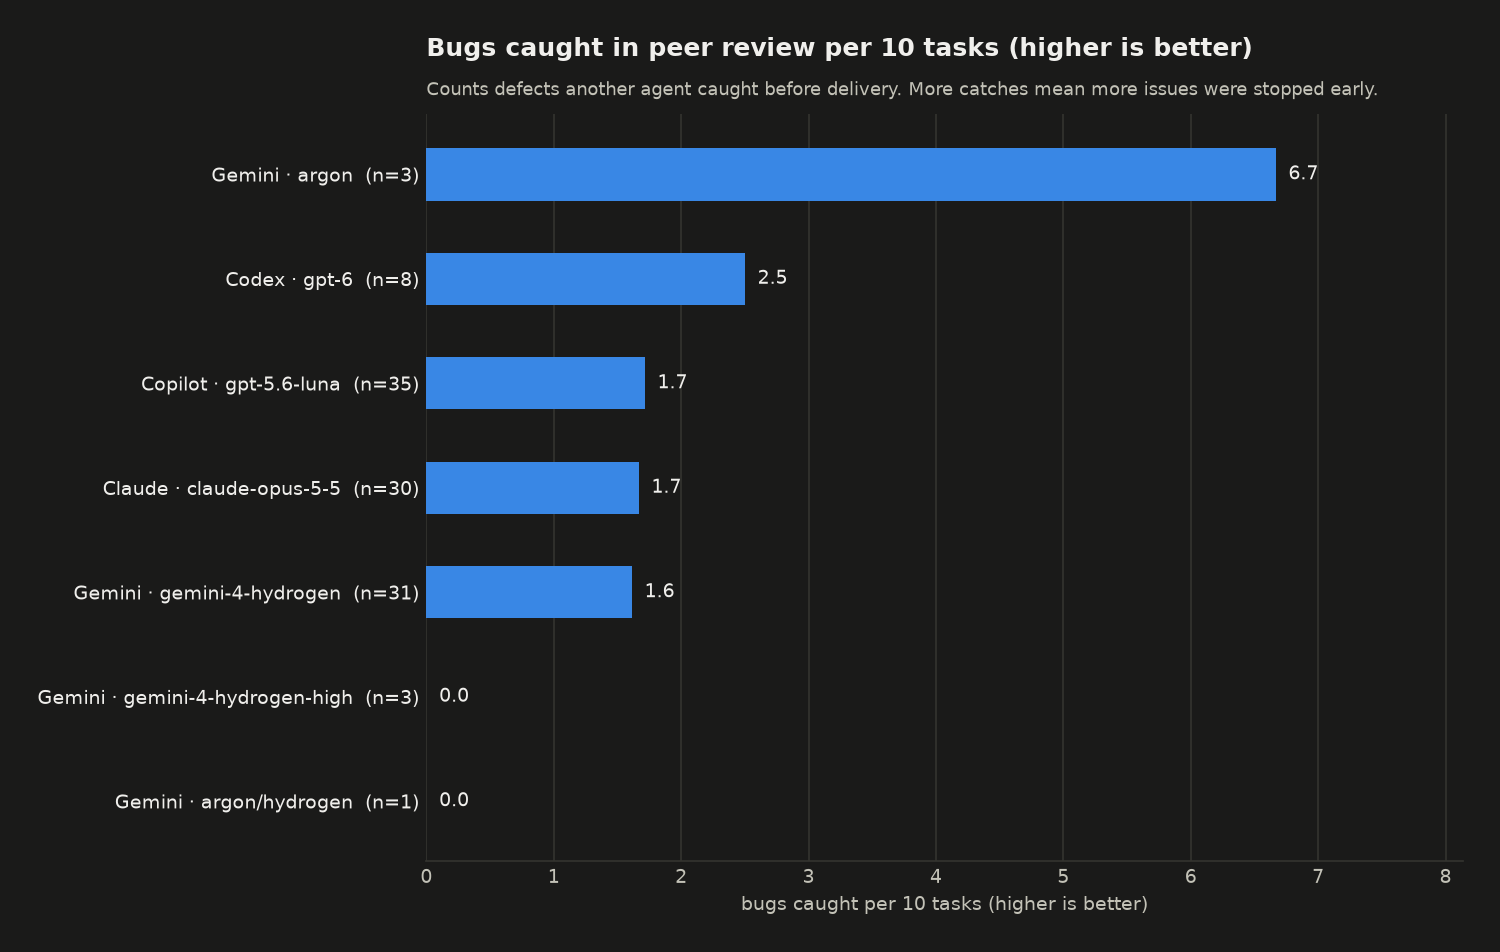 Bugs caught in peer review per 10 tasks (higher is better)
Counts defects another agent caught before delivery. More catches mean more issues were stopped early.
Gemini · argon (n=3)
6.7
Codex · gpt-6 (n=8)
2.5
Copilot · gpt-5.6-luna (n=35)
1.7
Claude · claude-opus-5-5 (n=30)
1.7
Gemini · gemini-4-hydrogen (n=31)
1.6
Gemini · gemini-4-hydrogen-high (n=3)
0.0
Gemini · argon/hydrogen (n=1)
0.0
0 1 2 3 4 5 6 7 8
bugs caught per 10 tasks (higher is better)